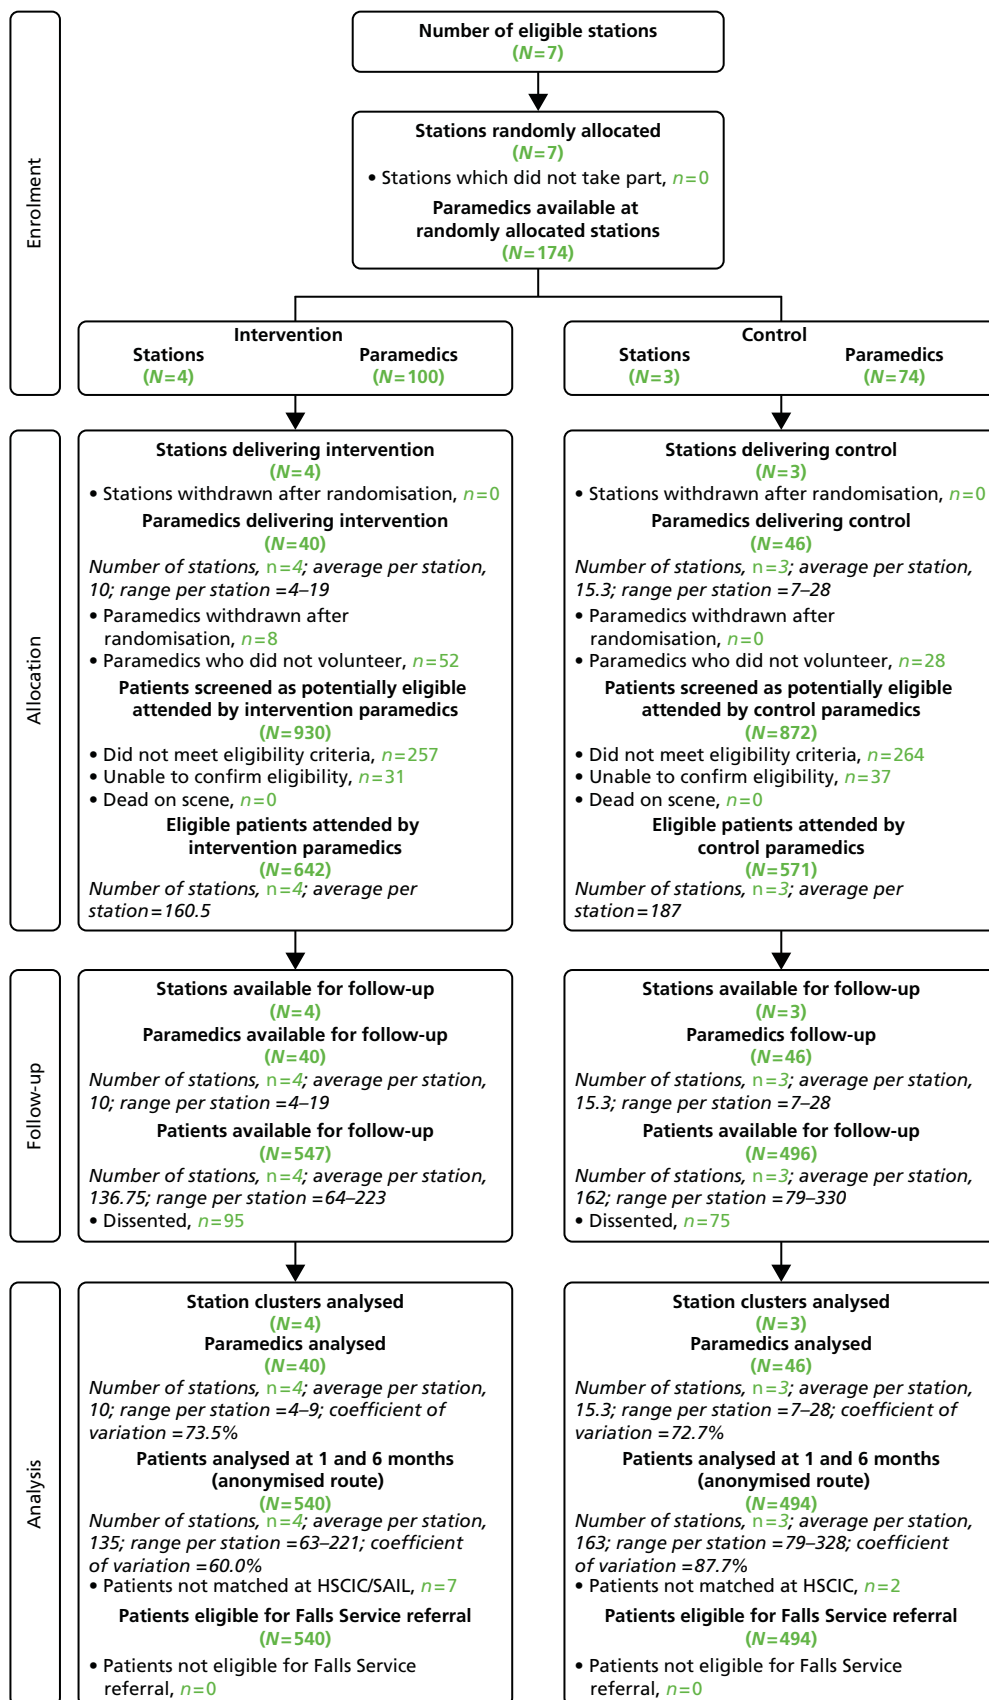 Enrolment
Number of eligible stations
(N=7)
Stations randomly allocated
(N=7)
• Stations which did not take part, n=0
Paramedics available at
randomly allocated stations
(N=174)
Intervention
Stations Paramedics
(N=4) (N=100)
Control
Stations Paramedics
(N=3) (N=74)
Allocation
Stations delivering intervention
(N=4)
• Stations withdrawn after randomisation, n=0
Paramedics delivering intervention
(N=40)
Number of stations, n=4; average per station,
10; range per station =4–19
• Paramedics withdrawn after
randomisation, n=8
• Paramedics who did not volunteer, n=52
Patients screened as potentially eligible
attended by intervention paramedics
(N=930)
• Did not meet eligibility criteria, n=257
• Unable to confirm eligibility, n=31
• Dead on scene, n=0
Eligible patients attended by
intervention paramedics
(N=642)
Number of stations, n=4; average per
station=160.5
Stations delivering control
(N=3)
• Stations withdrawn after randomisation, n=0
Paramedics delivering control
(N=46)
Number of stations, n=3; average per station,
15.3; range per station =7–28
• Paramedics withdrawn after
randomisation, n=0
• Paramedics who did not volunteer, n=28
Patients screened as potentially eligible
attended by control paramedics
(N=872)
• Did not meet eligibility criteria, n=264
• Unable to confirm eligibility, n=37
• Dead on scene, n=0
Eligible patients attended by
control paramedics
(N=571)
Number of stations, n=3; average per
station=187
Follow-up
Stations available for follow-up
(N=4)
Paramedics available for follow-up
(N=40)
Number of stations, n=4; average per station,
10; range per station =4–19
Patients available for follow-up
(N=547)
Number of stations, n=4; average per station,
136.75; range per station =64–223
• Dissented, n=95
Stations available for follow-up
(N=3)
Paramedics follow-up
(N=46)
Number of stations, n=3; average per station,
15.3; range per station =7–28
Patients available for follow-up
(N=496)
Number of stations, n=3; average per station,
162; range per station =79–330
• Dissented, n=75
Analysis
Station clusters analysed
(N=4)
Paramedics analysed
(N=40)
Number of stations, n=4; average per station,
10; range per station =4–9; coefficient of
variation =73.5%
Patients analysed at 1 and 6 months
(anonymised route)
(N=540)
Number of stations, n=4; average per station,
135; range per station =63–221; coefficient
of variation =60.0%
• Patients not matched at HSCIC/SAIL, n=7
Patients eligible for Falls Service referral
(N=540)
• Patients not eligible for Falls Service
referral, n=0
Station clusters analysed
(N=3)
Paramedics analysed
(N=46)
Number of stations, n=3; average per station,
15.3; range per station =7–28; coefficient of
variation =72.7%
Patients analysed at 1 and 6 months
(anonymised route)
(N=494)
Number of stations, n=3; average per station,
163; range per station =79–328; coefficient
of variation =87.7%
• Patients not matched at HSCIC, n=2
Patients eligible for Falls Service referral
(N=494)
• Patients not eligible for Falls Service
referral, n=0